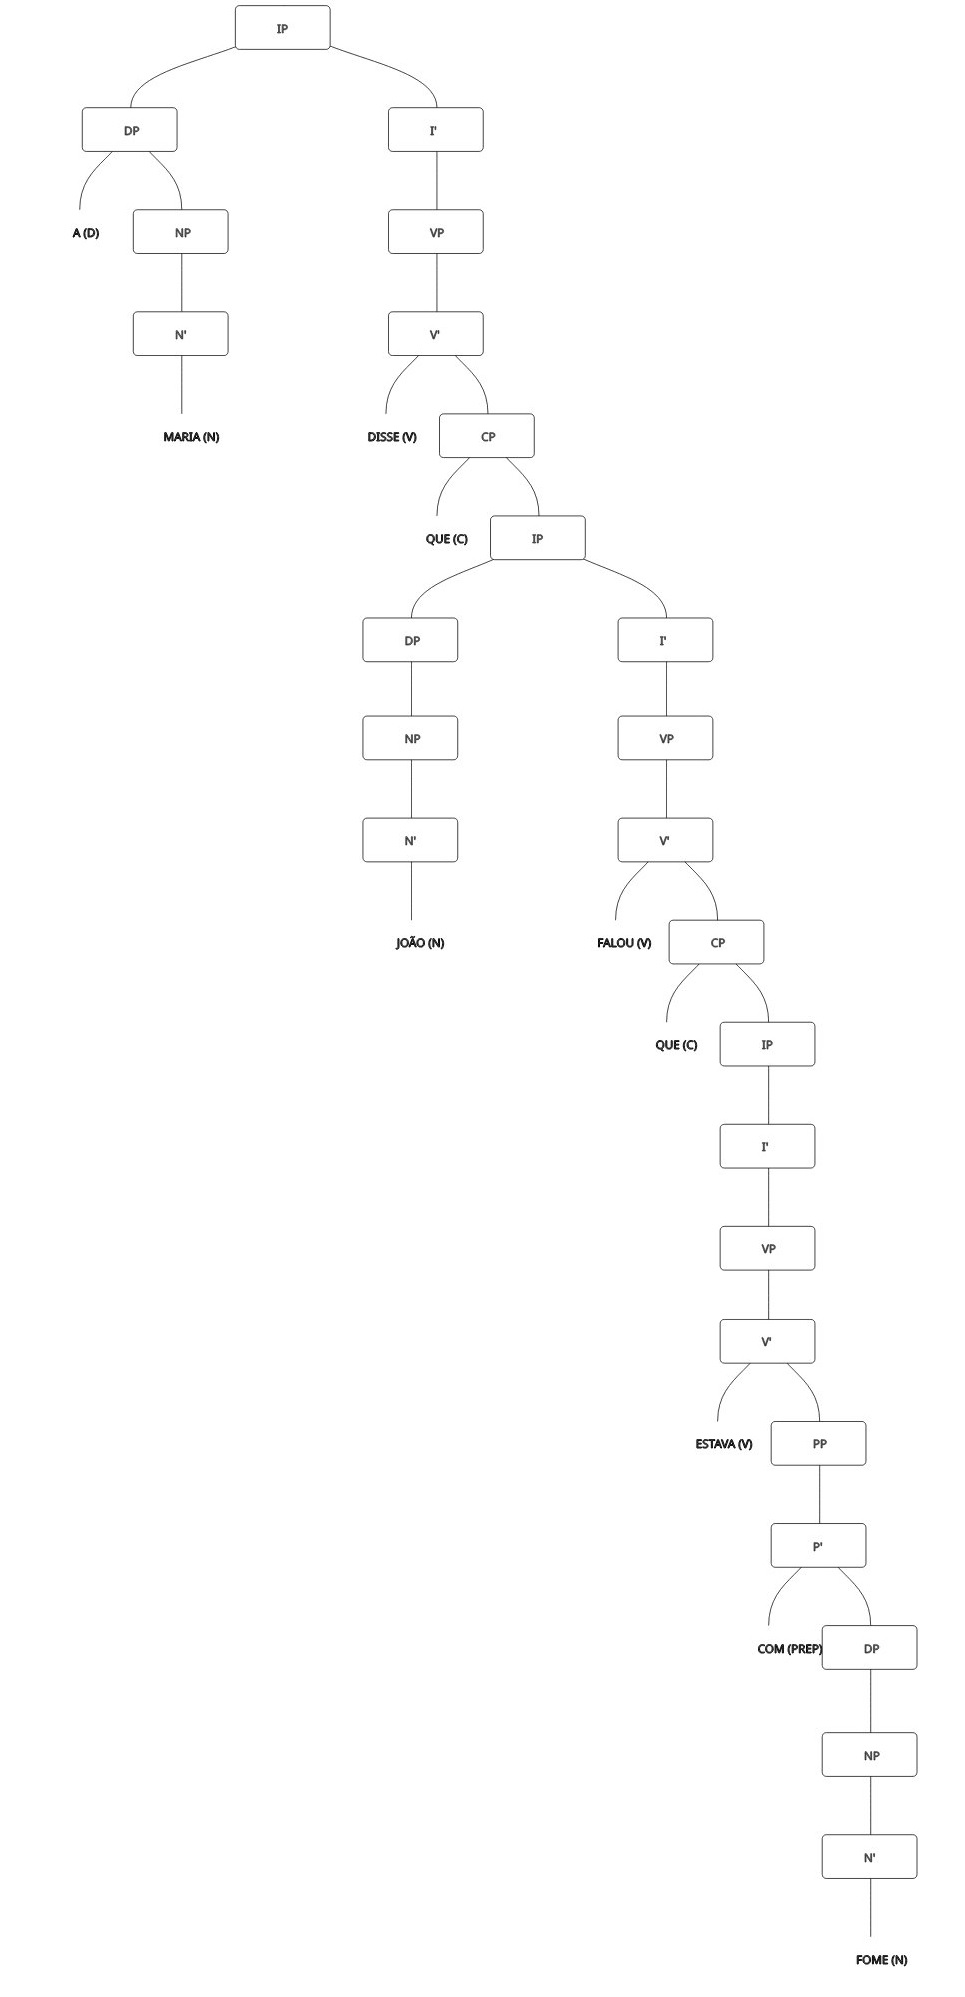 IP
DP
I'
A (D)
NP
VP
N'
V'
MARIA (N)
DISSE (V)
CP
QUE (C)
IP
DP
I'
NP
VP
N'
V'
JOÃO (N)
FALOU (V)
CP
QUE (C)
IP
I'
VP
V'
ESTAVA (V)
PP
P'
COM (PREP)
DP
NP
N'
FOME (N)